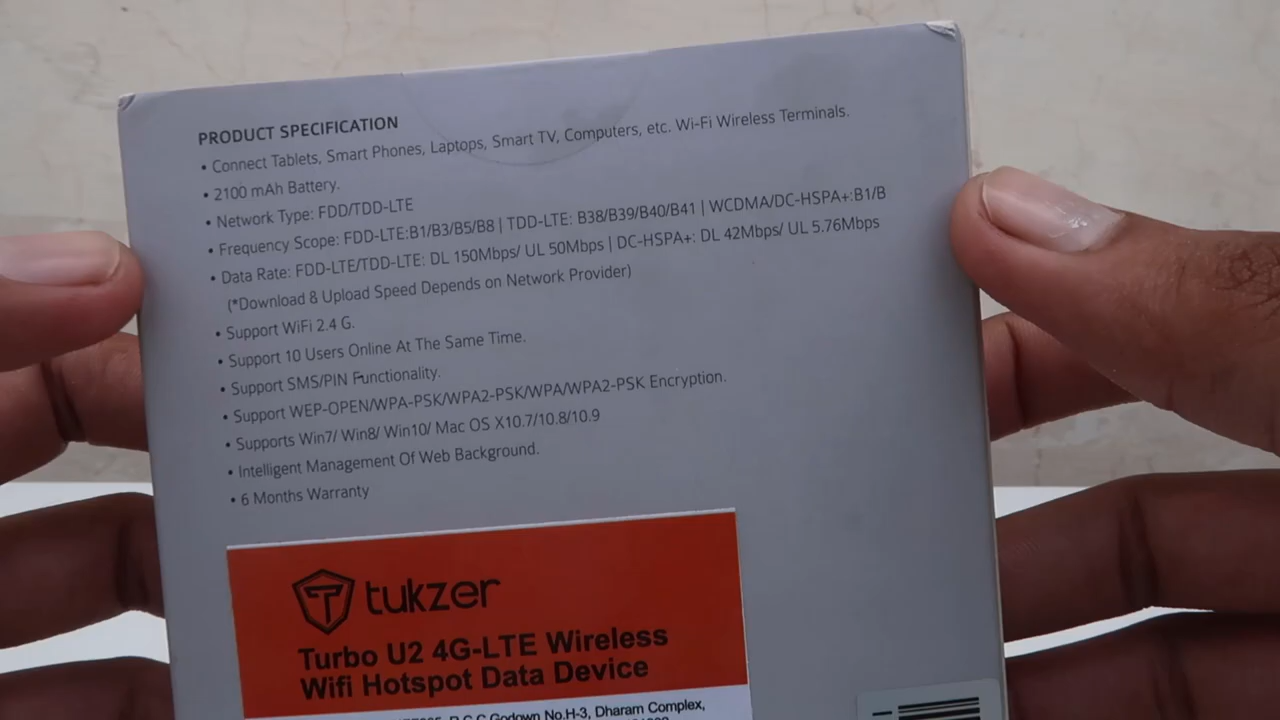 PRODUCT SPECIFICATION
• Connect Tablets, Smart Phones, Laptops, Smart TV, Computers, etc. Wi-Fi Wireless Terminals.
• 2100 mAh Battery.
• Network Type: FDD/TDD-LTE
• Frequency Scope: FDD-LTE:B1/B3/B5/B8 | TDD-LTE: B38/B39/B40/B41 | WCDMA/DC-HSPA+:B1/B
• Data Rate: FDD-LTE/TDD-LTE: DL 150Mbps/ UL 50Mbps | DC-HSPA+: DL 42Mbps/ UL 5.76Mbps
(*Download & Upload Speed Depends on Network Provider)
• Support WiFi 2.4 G.
• Support 10 Users Online At The Same Time.
• Support SMS/PIN Functionality.
• Support WEP-OPEN/WPA-PSK/WPA2-PSK/WPA/WPA2-PSK Encryption.
• Supports Win7/ Win8/ Win10/ Mac OS X10.7/10.8/10.9
• Intelligent Management Of Web Background.
• 6 Months Warranty
tukzer
Turbo U2 4G-LTE Wireless
Wifi Hotspot Data Device
Godown No.H-3, Dharam Complex,